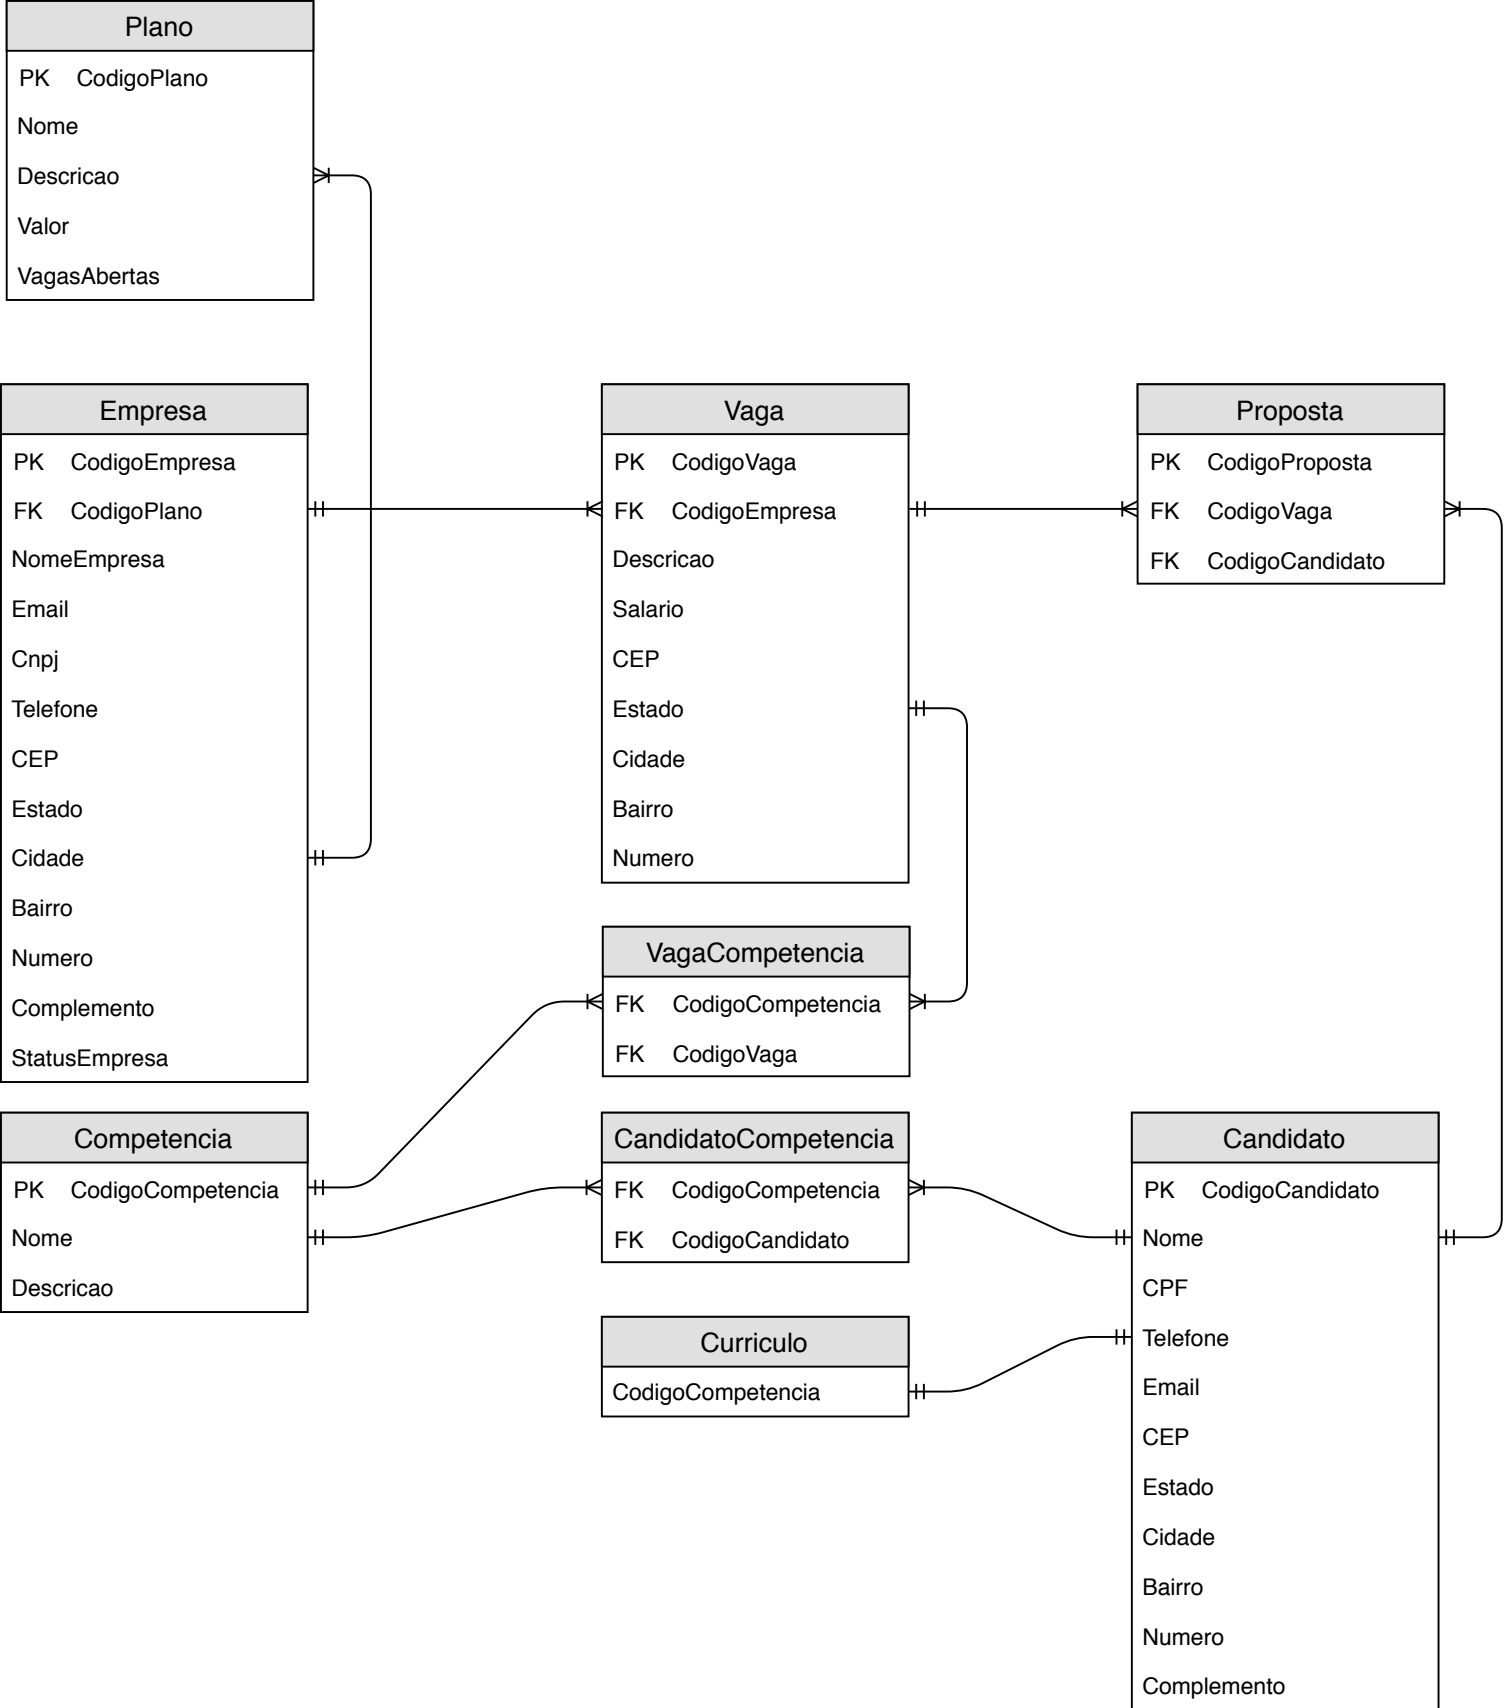 Plano
PK CodigoPlano
Nome
Descricao
Valor
VagasAbertas
Empresa
PK CodigoEmpresa
FK CodigoPlano
NomeEmpresa
Email
Cnpj
Telefone
CEP
Estado
Cidade
Bairro
Numero
Complemento
StatusEmpresa
Vaga
PK CodigoVaga
FK CodigoEmpresa
Descricao
Salario
CEP
Estado
Cidade
Bairro
Numero
Proposta
PK CodigoProposta
FK CodigoVaga
FK CodigoCandidato
VagaCompetencia
FK CodigoCompetencia
FK CodigoVaga
Competencia
PK CodigoCompetencia
Nome
Descricao
CandidatoCompetencia
FK CodigoCompetencia
FK CodigoCandidato
Curriculo
CodigoCompetencia
Candidato
PK CodigoCandidato
Nome
CPF
Telefone
Email
CEP
Estado
Cidade
Bairro
Numero
Complemento